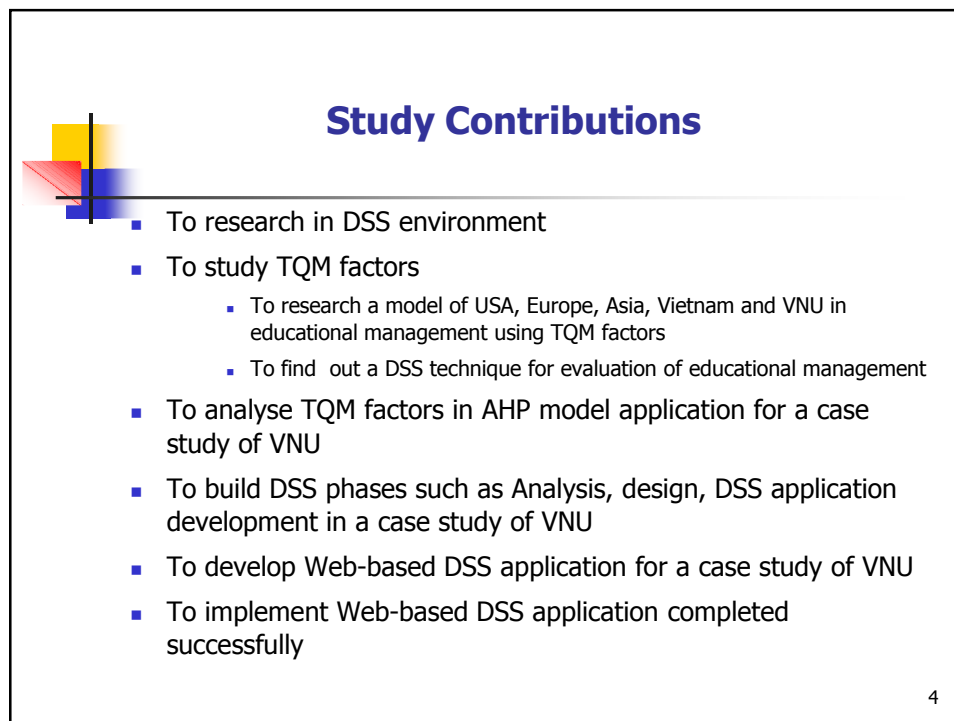 Study Contributions
To research in DSS environment
To study TQM factors
To research a model of USA, Europe, Asia, Vietnam and VNU in
educational management using TQM factors
To find out a DSS technique for evaluation of educational management
To analyse TQM factors in AHP model application for a case
study of VNU
To build DSS phases such as Analysis, design, DSS application
development in a case study of VNU
To develop Web-based DSS application for a case study of VNU
To implement Web-based DSS application completed
successfully
4